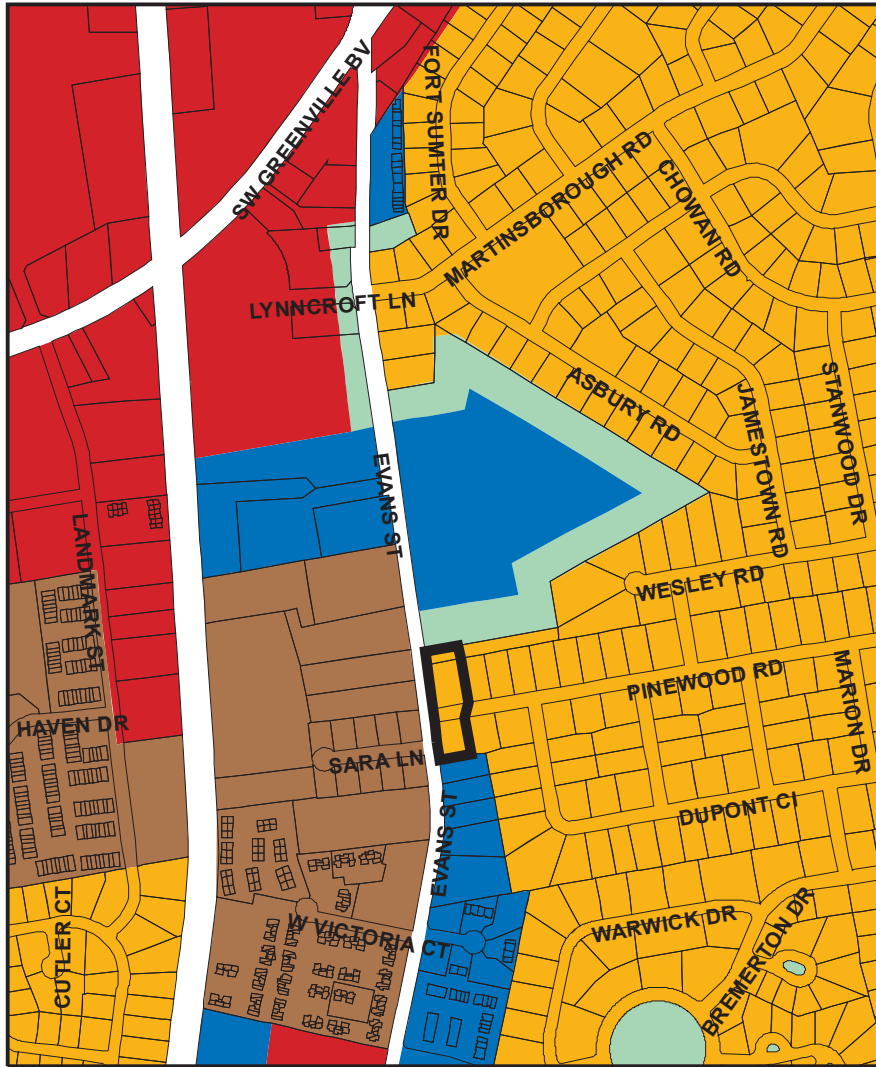 SW GREENVILLE BV
FORT SUMTER DR
MARTINSBOROUGH RD
CHOWAN RD
LYNNCROFT LN
ASBURY RD
JAMESTOWN RD
STANWOOD DR
EVANS ST
LANDMARK ST
WESLEY RD
PINEWOOD RD
MARION DR
HAVEN DR
SARA LN
DUPONT CI
EVANS ST
CUTLER CT
W VICTORIA CT
WARWICK DR
BREMERTON DR